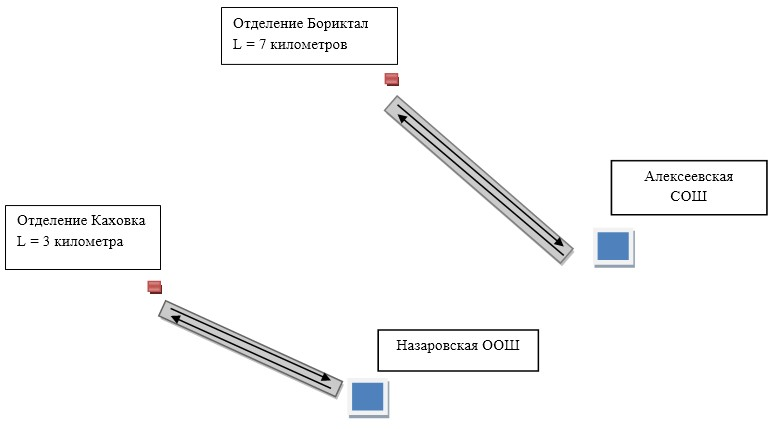 Отделение Бориктал
L = 7 километров
Алексеевская
СОШ
Отделение Каховка
L = 3 километра
Назаровская ООШ